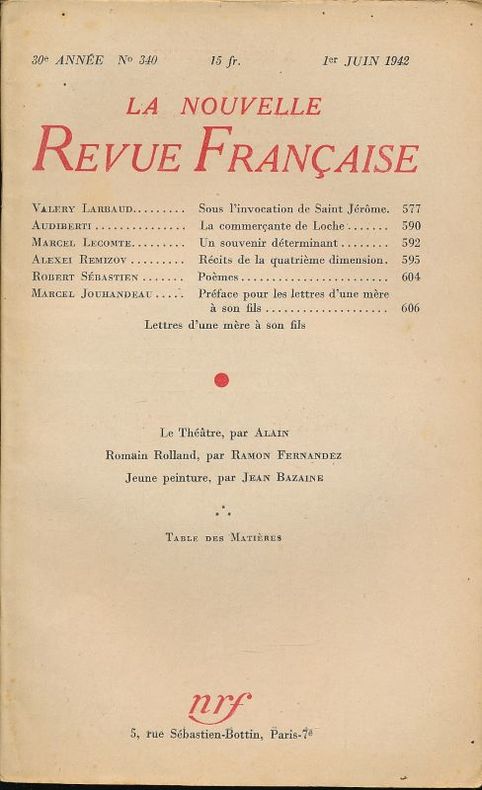 30e ANNÉE No 340 15 fr. 1er JUIN 1942
LA NOUVELLE
REVUE FRANÇAISE
VALERY LARBAUD......... Sous l'invocation de Saint Jérôme. 577
AUDIBERTI ............... La commerçante de Loche....... 590
MARCEL LECOMTE......... Un souvenir déterminant........ 592
ALEXEI REMIZOV ......... Récits de la quatrième dimension. 595
ROBERT SÉBASTIEN ....... Poèmes......................... 604
MARCEL JOUHANDEAU ..... Préface pour les lettres d'une mère
à son fils .................... 606
Lettres d'une mère à son fils
Le Théâtre, par ALAIN
Romain Rolland, par RAMON FERNANDEZ
Jeune peinture, par JEAN BAZAINE
TABLE DES MATIÈRES
nrf
5, rue Sébastien-Bottin, Paris-7e